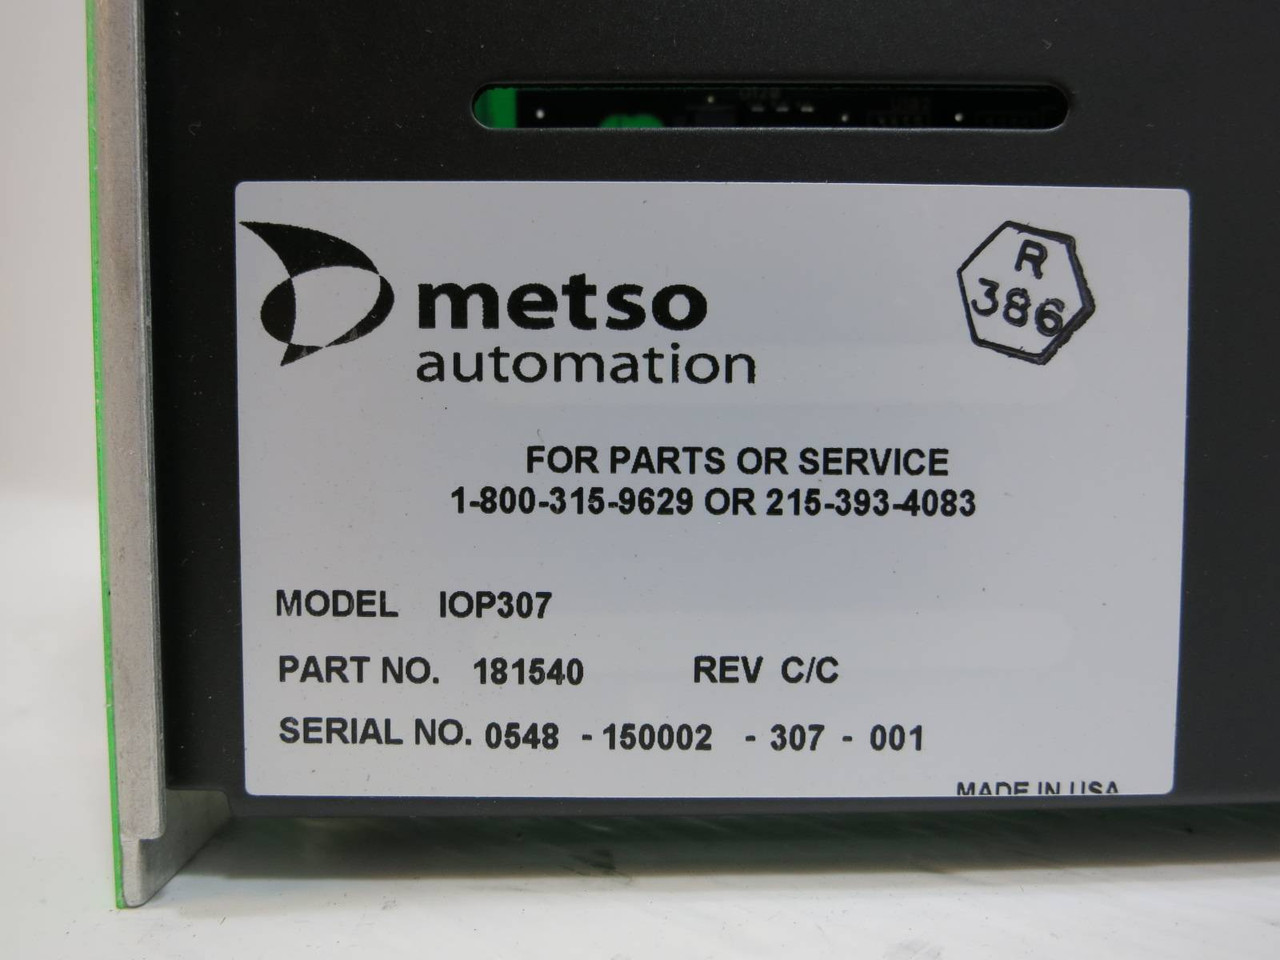 R
386
metso
automation
FOR PARTS OR SERVICE
1-800-315-9629 OR 215-393-4083
MODEL IOP307
PART NO. 181540 REV C/C
SERIAL NO. 0548 - 150002 - 307 - 001
MADE IN USA